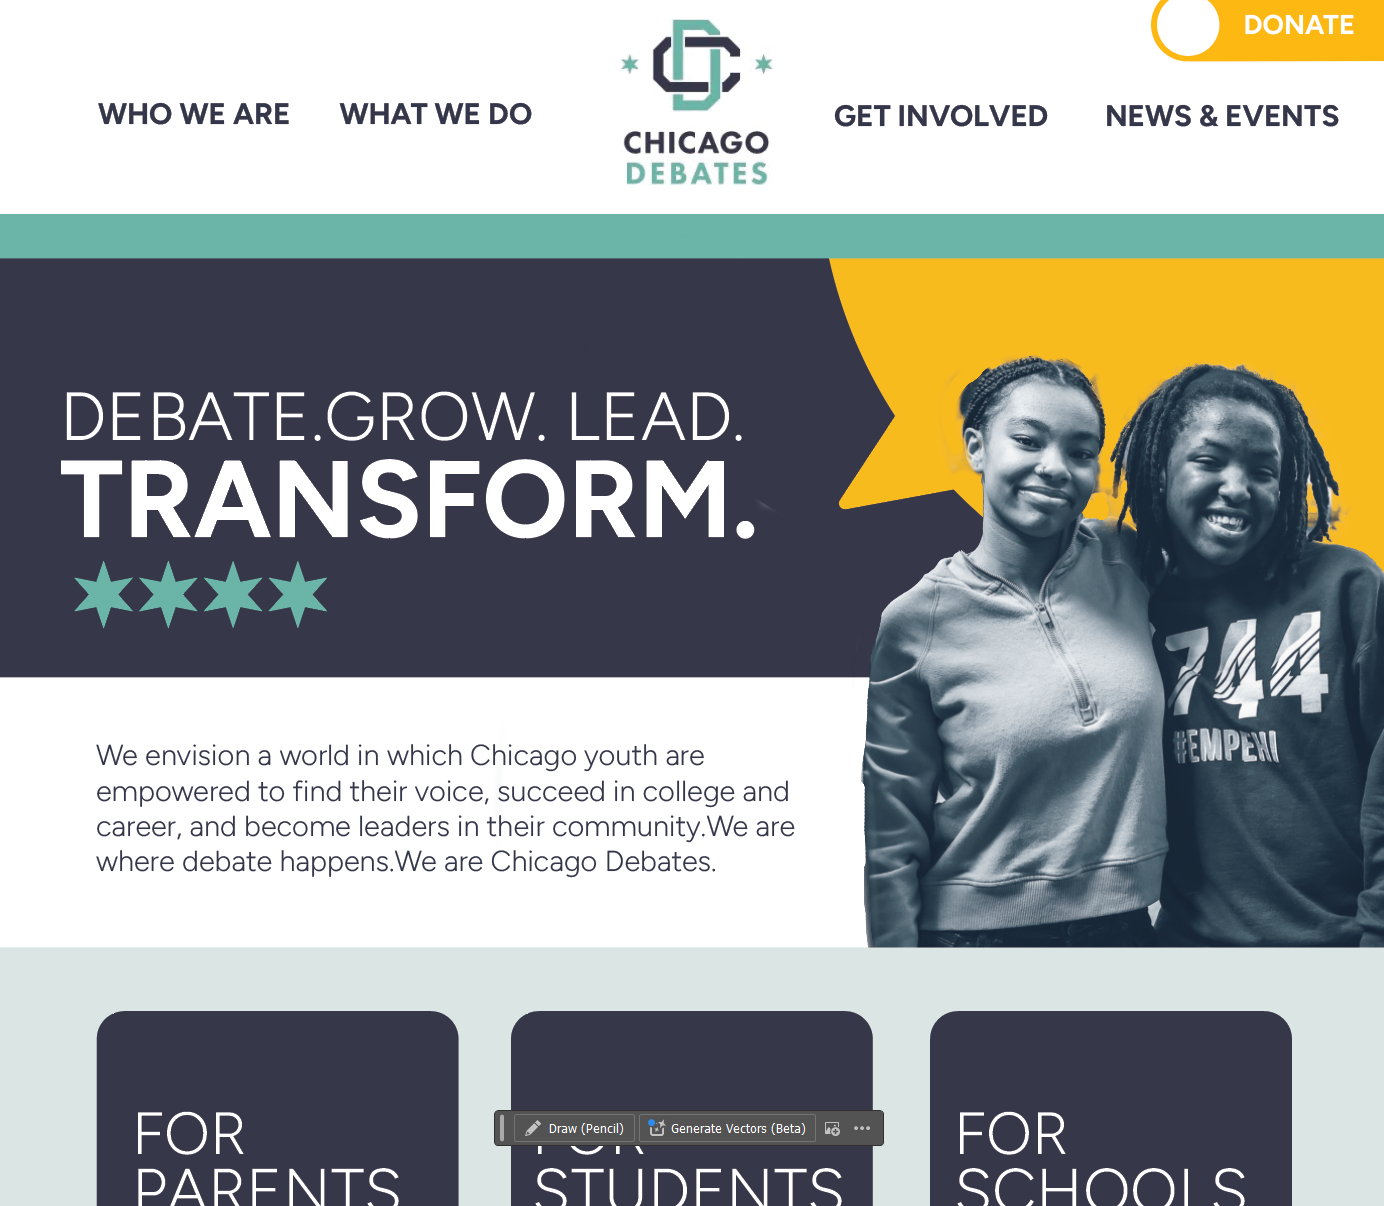 DONATE
WHO WE ARE
WHAT WE DO
CHICAGO
DEBATES
GET INVOLVED
NEWS & EVENTS
DEBATE.GROW. LEAD.
TRANSFORM.
744
#EMPEHI
We envision a world in which Chicago youth are
empowered to find their voice, succeed in college and
career, and become leaders in their community.We are
where debate happens.We are Chicago Debates.
FOR
PARENTS
FOR
STUDENTS
FOR
SCHOOLS
Draw (Pencil)
Generate Vectors (Beta)